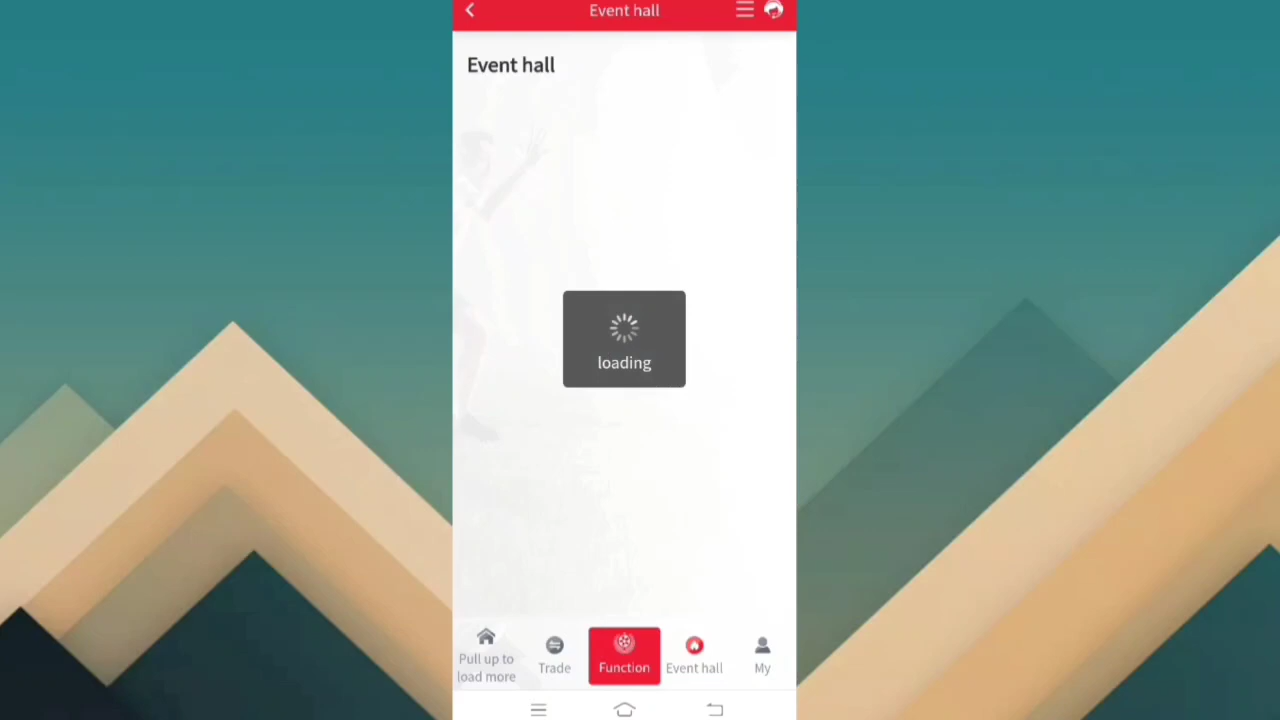 Event hall
Event hall
loading
Pull up to
load more
Trade
Function
Event hall
My